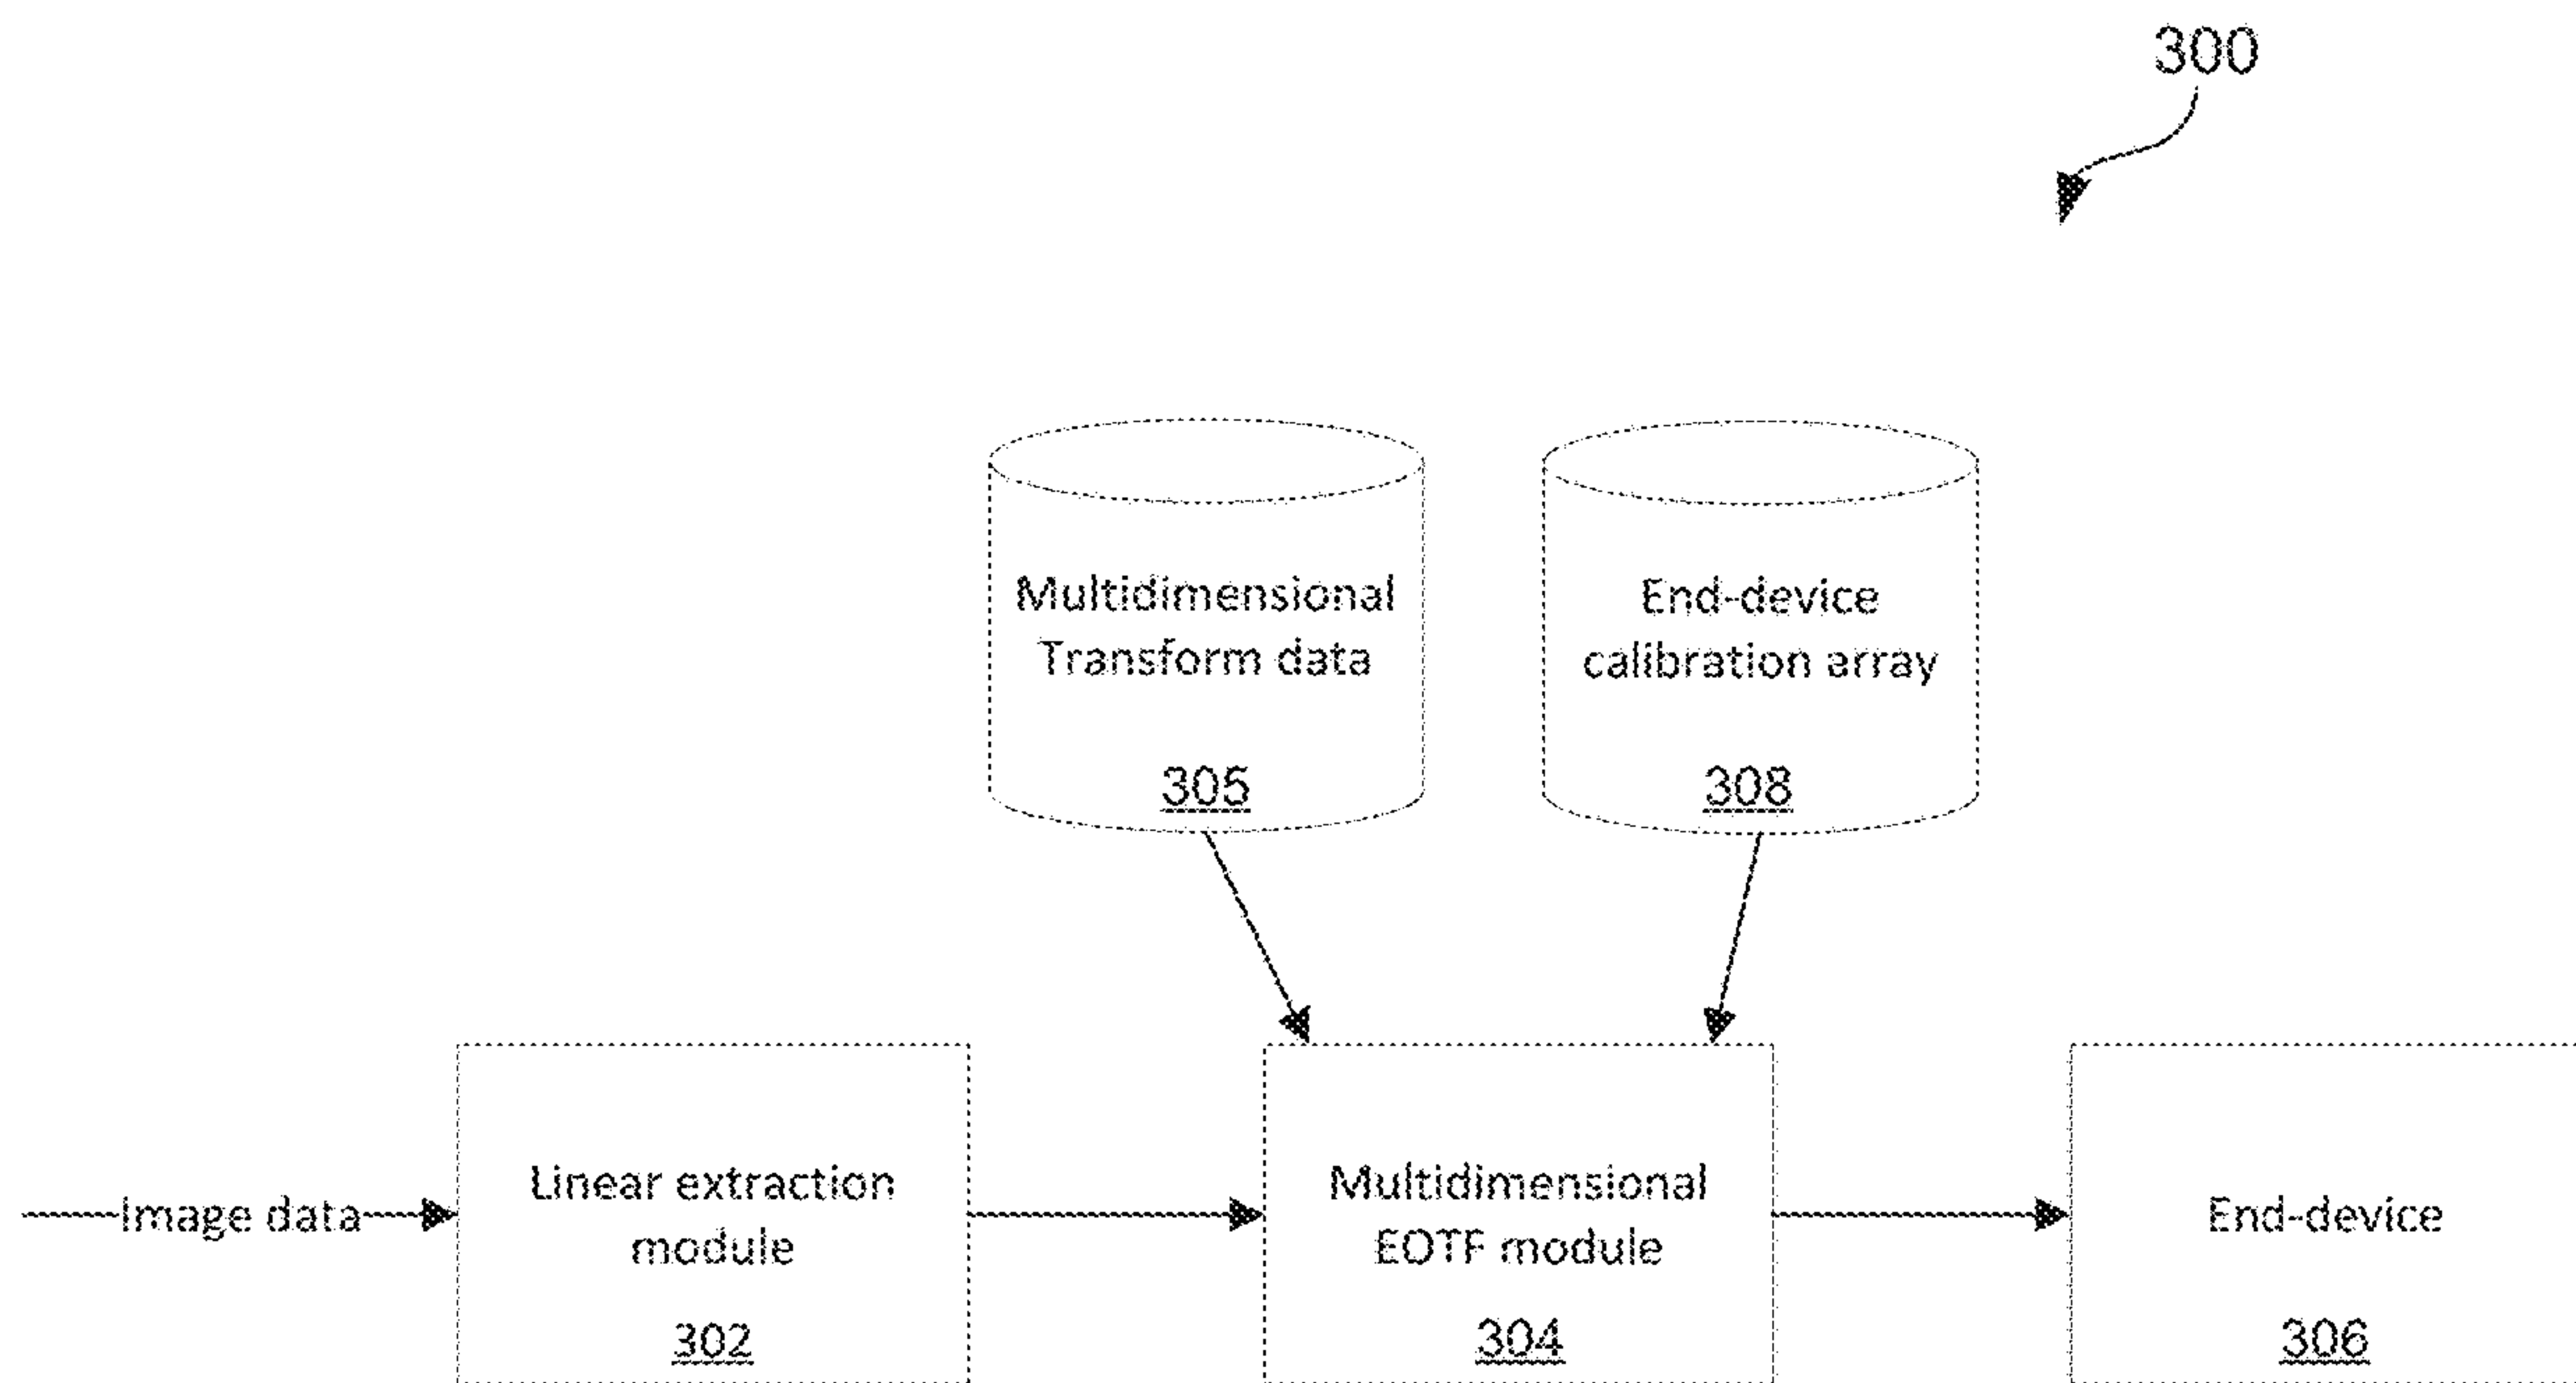 300
Multidimensional
Transform data
305
End-device
calibration array
308
Image data
Linear extraction
module
302
Multidimensional
EOTF module
304
End-device
306